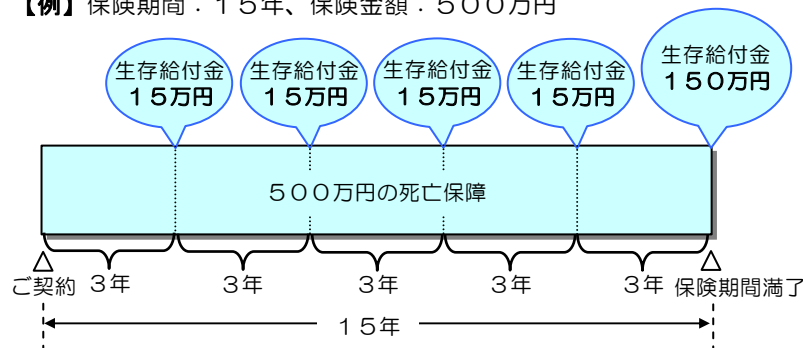 【例】保険期間：１５年、保険金額：５００万円
生存給付金
１５万円
生存給付金
１５万円
生存給付金
１５万円
生存給付金
１５万円
生存給付金
１５０万円
５００万円の死亡保障
ご契約
３年
３年
３年
３年
３年
保険期間満了
１５年